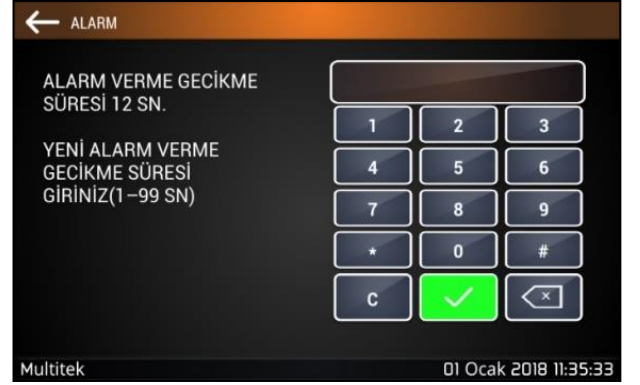 ALARM
ALARM VERME GECİKME
SÜRESİ 12 SN.
YENİ ALARM VERME
GECİKME SÜRESİ
GİRİNİZ(1–99 SN)
1 2 3
4 5 6
7 8 9
* 0 #
C
Multitek 01 Ocak 2018 11:35:33